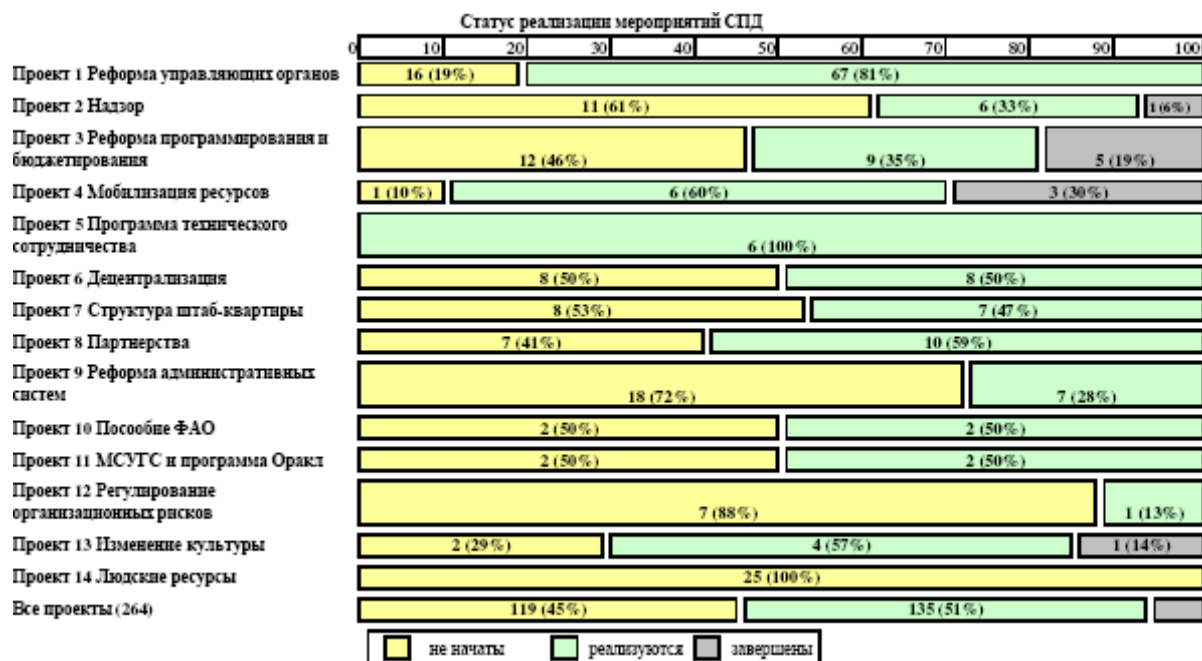 Статус реализации мероприятий СПД
0 10 20 30 40 50 60 70 80 90 100
Проект 1 Реформа управляющих органов 16 (19%) 67 (81%)
Проект 2 Надзор 11 (61%) 6 (33%) 1 (6%)
Проект 3 Реформа программирования и
бюджетирования 12 (46%) 9 (35%) 5 (19%)
Проект 4 Мобилизация ресурсов 1 (10%) 6 (60%) 3 (30%)
Проект 5 Программа технического
сотрудничества 6 (100%)
Проект 6 Децентрализация 8 (50%) 8 (50%)
Проект 7 Структура штаб-квартиры 8 (53%) 7 (47%)
Проект 8 Партнерства 7 (41%) 10 (59%)
Проект 9 Реформа административных
систем 18 (72%) 7 (28%)
Проект 10 Посообие ФАО 2 (50%) 2 (50%)
Проект 11 МСУГС и программа Оракл 2 (50%) 2 (50%)
Проект 12 Регулирование
организационных рисков 7 (88%) 1 (13%)
Проект 13 Изменение культуры 2 (29%) 4 (57%) 1 (14%)
Проект 14 Людские ресурсы 25 (100%)
Все проекты (264) 119 (45%) 135 (51%)
не начаты реализуются завершены